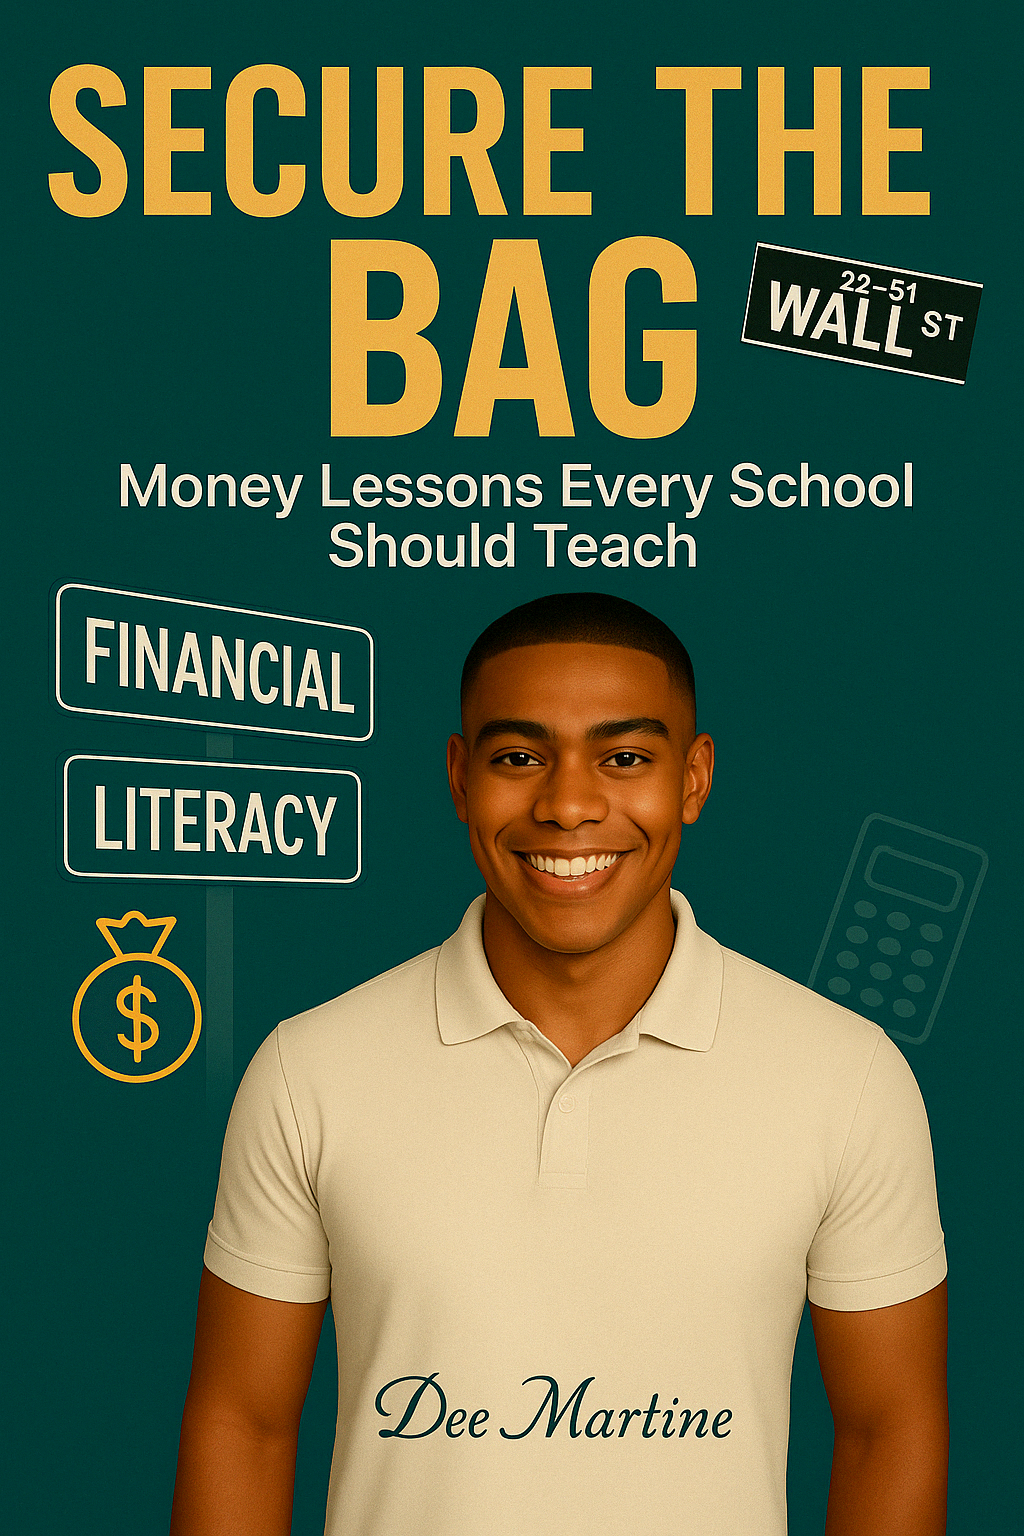 SECURE THE
BAG
22–51
WALL ST
Money Lessons Every School
Should Teach
FINANCIAL
LITERACY
$
Dee Martine